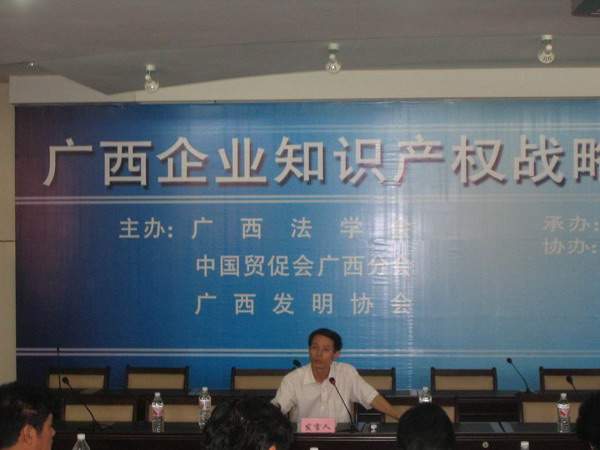 广西企业知识产权战略
主办：广西法学会
中国贸促会广西分会
广西发明协会
承办：
协办：
发言人